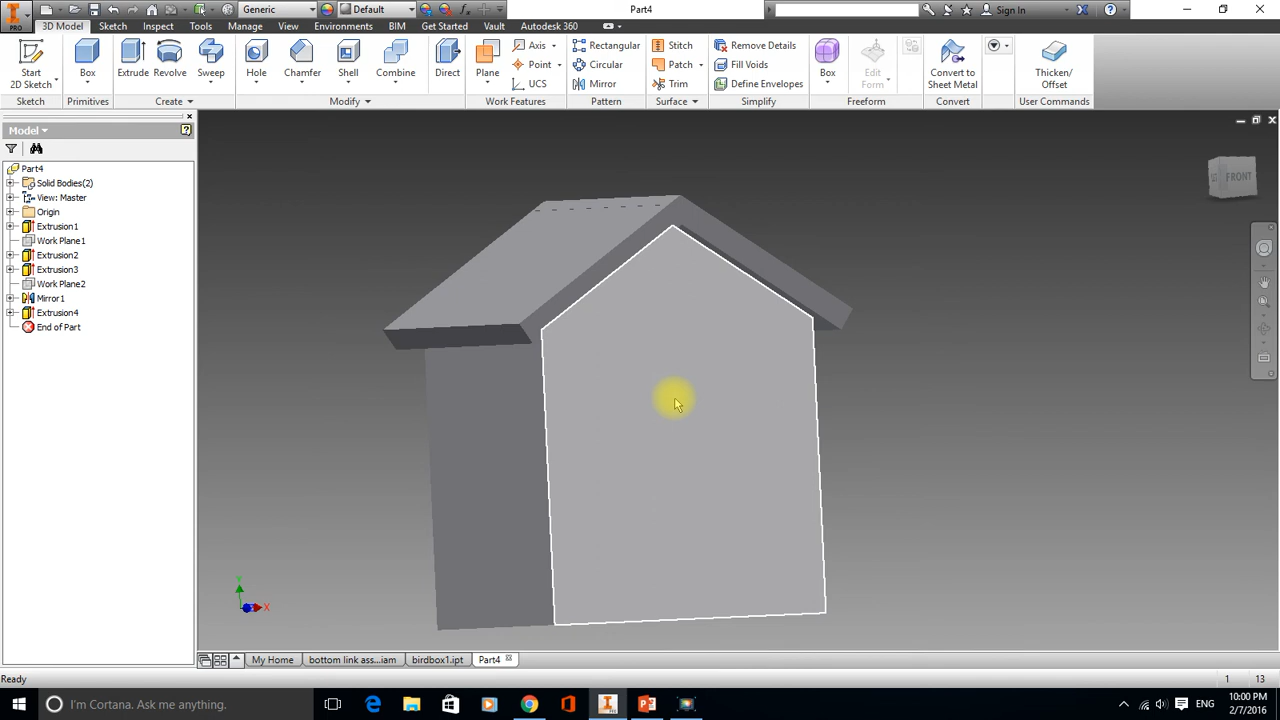 PRO
Generic
Default
Part4
Sign In
3D Model Sketch Inspect Tools Manage View Environments BIM Get Started Vault Autodesk 360
Start
2D Sketch
Box
Extrude
Revolve
Sweep
Hole
Chamfer
Shell
Combine
Direct
Plane
Axis
Point
UCS
Rectangular
Circular
Mirror
Stitch
Patch
Trim
Remove Details
Fill Voids
Define Envelopes
Box
Edit
Form
Convert to
Sheet Metal
Thicken/
Offset
Sketch Primitives Create Modify Work Features Pattern Surface Simplify Freeform Convert User Commands
Model
Part4
Solid Bodies(2)
View: Master
Origin
Extrusion1
Work Plane1
Extrusion2
Extrusion3
Work Plane2
Mirror1
Extrusion4
End of Part
FRONT
Y
X
My Home bottom link ass...iam birdbox1.ipt Part4
Ready 1 13
I'm Cortana. Ask me anything.
ENG
10:00 PM
2/7/2016